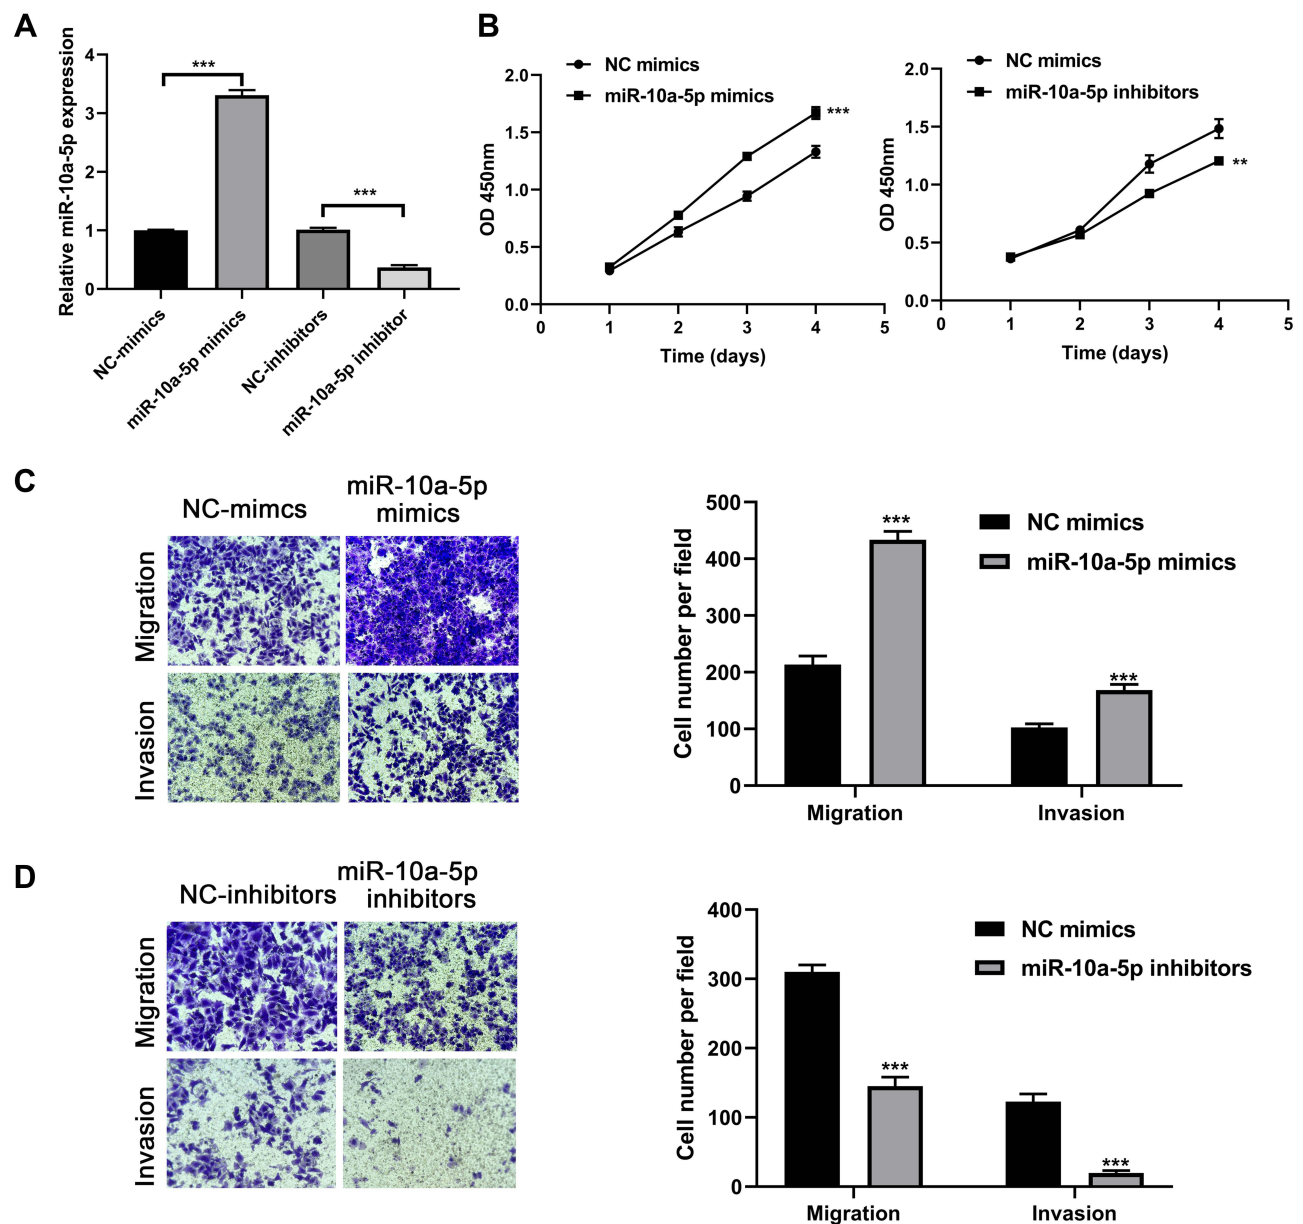 A
Relative miR-10a-5p expression
4
3
2
1
0
***
***
NC-mimics
miR-10a-5p mimics
NC-inhibitors
miR-10a-5p inhibitor
B
NC mimics
miR-10a-5p mimics
OD 450nm
2.0
1.5
1.0
0.5
0.0
***
0 1 2 3 4 5
Time (days)
NC mimics
miR-10a-5p inhibitors
OD 450nm
2.0
1.5
1.0
0.5
0.0
**
0 1 2 3 4 5
Time (days)
C
NC-mimcs
miR-10a-5p
mimics
Migration
Invasion
Cell number per field
500
400
300
200
100
0
***
***
Migration Invasion
NC mimics
miR-10a-5p mimics
D
NC-inhibitors
miR-10a-5p
inhibitors
Migration
Invasion
Cell number per field
400
300
200
100
0
***
***
Migration Invasion
NC mimics
miR-10a-5p inhibitors